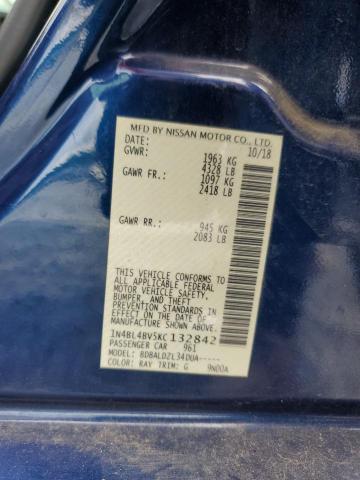 MFD BY NISSAN MOTOR CO., LTD.
DATE: 10/18
GVWR: 1963 KG
4328 LB
GAWR FR.: 1097 KG
2418 LB
GAWR RR.: 945 KG
2083 LB
THIS VEHICLE CONFORMS TO
ALL APPLICABLE FEDERAL
MOTOR VEHICLE SAFETY,
BUMPER, AND THEFT
PREVENTION STANDARDS
IN EFFECT ON THE DATE OF
MANUFACTURE SHOWN ABOVE.
1N4BL4BV5KC132842
PASSENGER CAR 961
MODEL: BDBALDZL34DUA-----
COLOR: RAY TRIM: G 9N00A